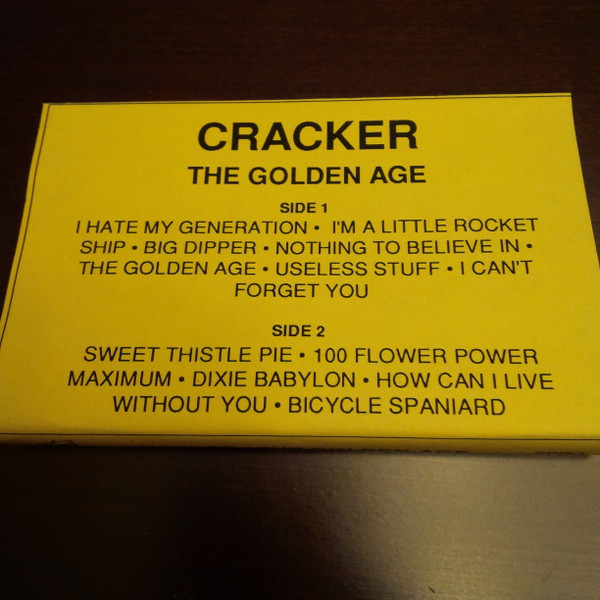 CRACKER
THE GOLDEN AGE
SIDE 1
I HATE MY GENERATION • I'M A LITTLE ROCKET
SHIP • BIG DIPPER • NOTHING TO BELIEVE IN •
THE GOLDEN AGE • USELESS STUFF • I CAN'T
FORGET YOU
SIDE 2
SWEET THISTLE PIE • 100 FLOWER POWER
MAXIMUM • DIXIE BABYLON • HOW CAN I LIVE
WITHOUT YOU • BICYCLE SPANIARD